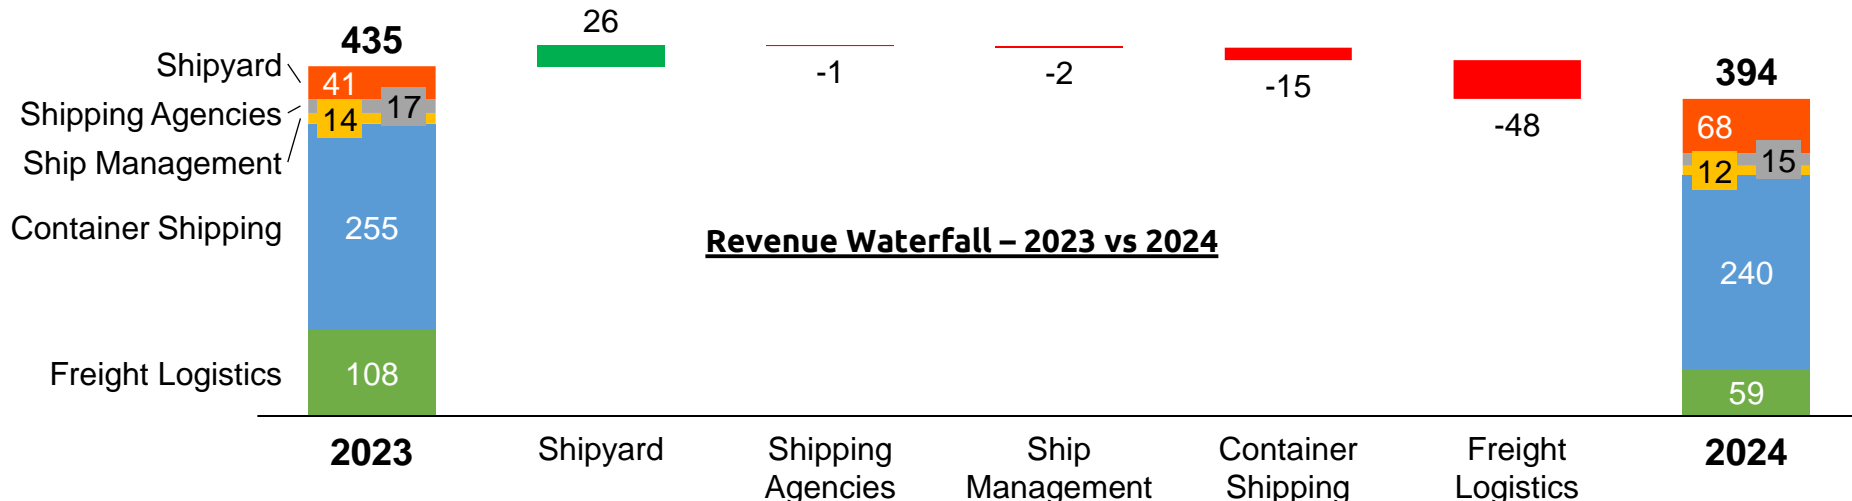 435
Shipyard
41
Shipping Agencies
17
14
Ship Management
Container Shipping
255
Freight Logistics
108
26
-1
-2
-15
-48
394
68
15
12
240
59
Revenue Waterfall – 2023 vs 2024
2023
Shipyard
Shipping
Agencies
Ship
Management
Container
Shipping
Freight
Logistics
2024